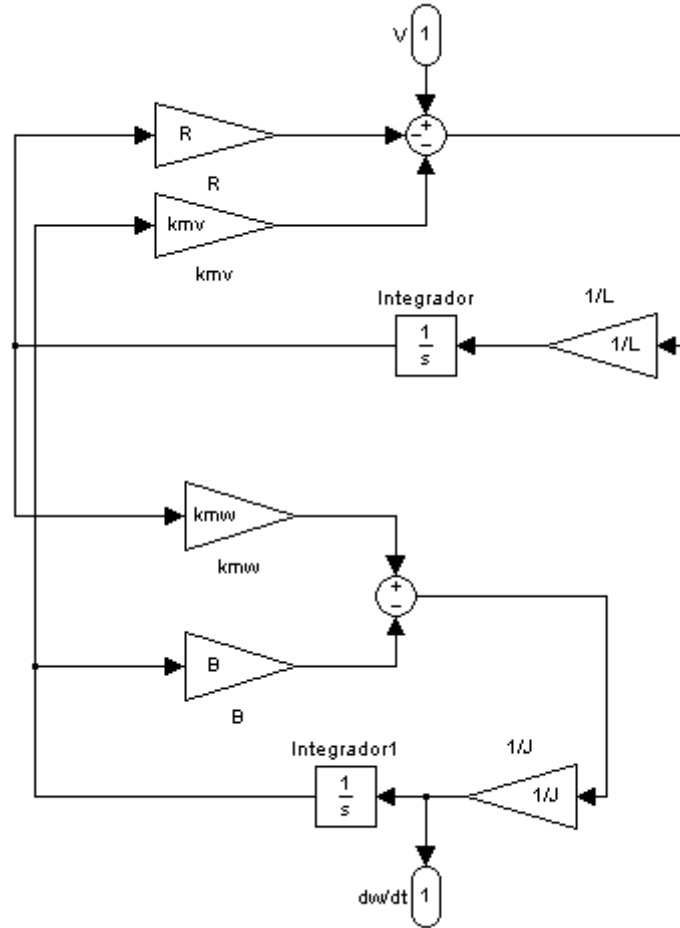 V 1
+
−
−
R
R
kmv
kmv
Integrador
1/L
1
s
1/L
kmw
kmw
+
−
B
B
Integrador1
1/J
1
s
1/J
dw/dt 1